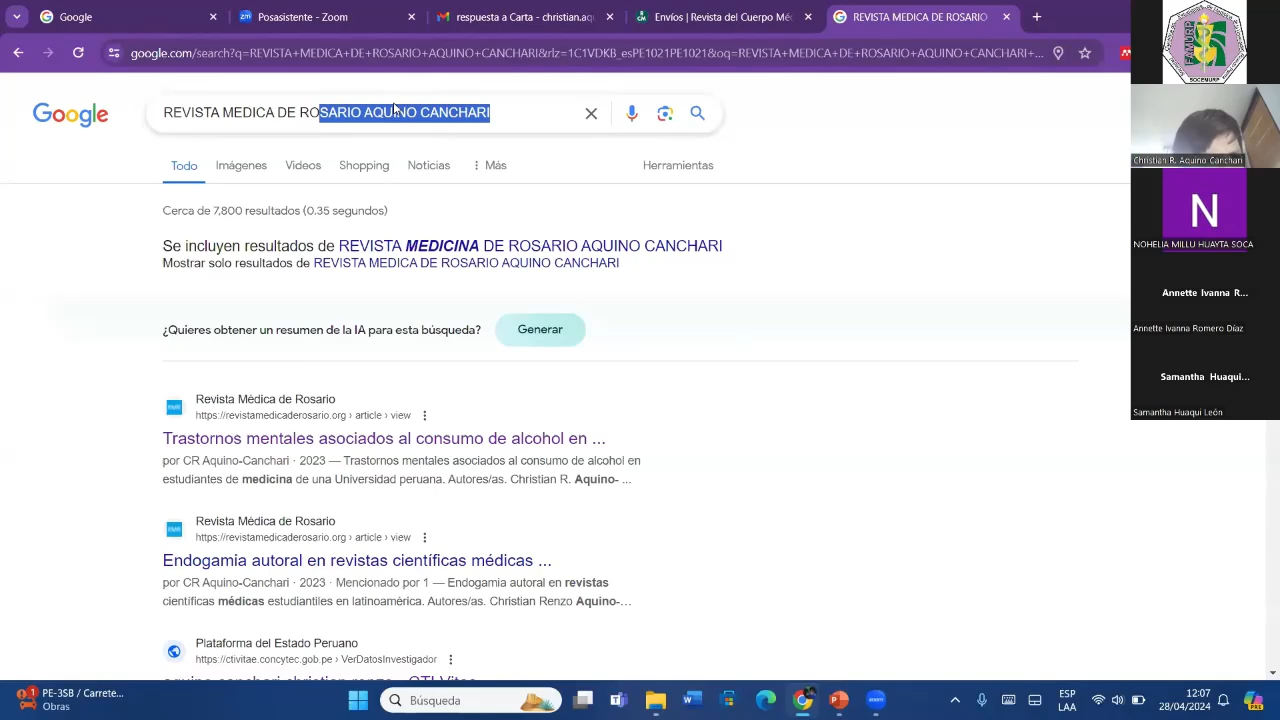 Google
Posasistente - Zoom
respuesta a Carta - christian.aq
Envíos | Revista del Cuerpo Mé
REVISTA MEDICA DE ROSARIO
google.com/search?q=REVISTA+MEDICA+DE+ROSARIO+AQUINO+CANCHARI&rlz=1C1VDKB_esPE1021PE1021&oq=REVISTA+MEDICA+DE+ROSARIO+AQUINO+CANCHARI+...
Google
REVISTA MEDICA DE ROSARIO AQUINO CANCHARI
Todo
Imágenes
Videos
Shopping
Noticias
Más
Herramientas
Cerca de 7,800 resultados (0.35 segundos)
Se incluyen resultados de REVISTA MEDICINA DE ROSARIO AQUINO CANCHARI
Mostrar solo resultados de REVISTA MEDICA DE ROSARIO AQUINO CANCHARI
¿Quieres obtener un resumen de la IA para esta búsqueda?
Generar
Revista Médica de Rosario
https://revistamedicaderosario.org › article › view
Trastornos mentales asociados al consumo de alcohol en ...
por CR Aquino-Canchari · 2023 — Trastornos mentales asociados al consumo de alcohol en
estudiantes de medicina de una Universidad peruana. Autores/as. Christian R. Aquino- ...
Revista Médica de Rosario
https://revistamedicaderosario.org › article › view
Endogamia autoral en revistas científicas médicas ...
por CR Aquino-Canchari · 2023 · Mencionado por 1 — Endogamia autoral en revistas
científicas médicas estudiantiles en latinoamérica. Autores/as. Christian Renzo Aquino-...
Plataforma del Estado Peruano
https://ctivitae.concytec.gob.pe › VerDatosInvestigador
aquino canchari christian renzo - CTI Vitae
FAMURP
SOCEMURP
Christian R. Aquino Canchari
N
NOHELIA MILLU HUAYTA SOCA
Annette Ivanna R...
Annette Ivanna Romero Díaz
Samantha Huaqui...
Samantha Huaqui León
1
PE-3SB / Carrete...
Obras
Búsqueda
ESP
LAA
12:07
28/04/2024